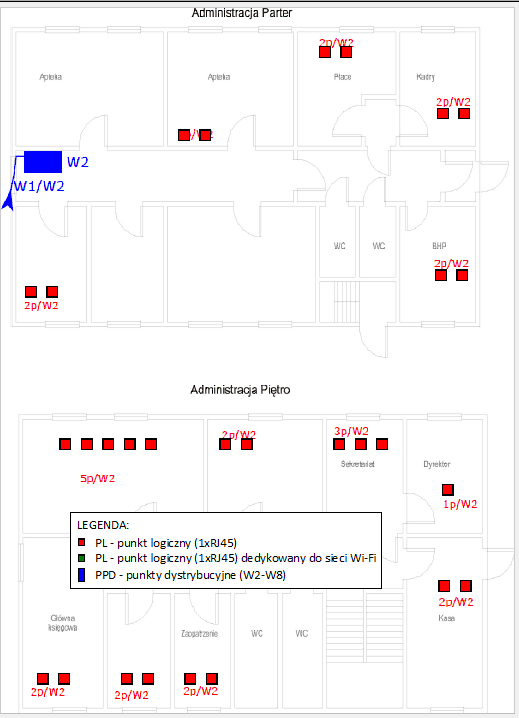 Administracja Parter
2p/W2
Apteka
Apteka
Płace
Kadry
2p/W2
W2
W1/W2
WC
WC
BHP
2p/W2
2p/W2
Administracja Piętro
2p/W2
3p/W2
Sekretariat
Dyrektor
5p/W2
1p/W2
LEGENDA:
PL - punkt logiczny (1xRJ45)
PL - punkt logiczny (1xRJ45) dedykowany do sieci Wi-Fi
PPD - punkty dystrybucyjne (W2-W8)
2p/W2
Kasa
Główna
księgowa
Zaopatrzenie
WC
WC
2p/W2
2p/W2
2p/W2